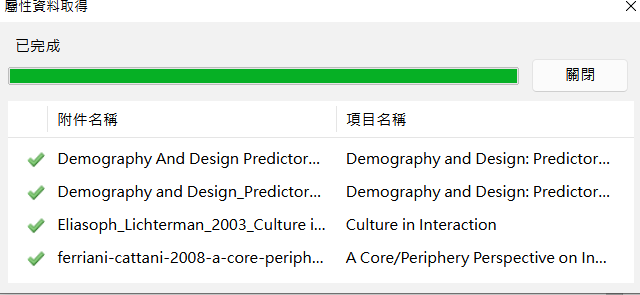 屬性資料取得
已完成
關閉
附件名稱 項目名稱
Demography And Design Predictor... Demography and Design: Predictor...
Demography and Design_Predictor... Demography and Design: Predictor...
Eliasoph_Lichterman_2003_Culture i... Culture in Interaction
ferriani-cattani-2008-a-core-periph... A Core/Periphery Perspective on In...